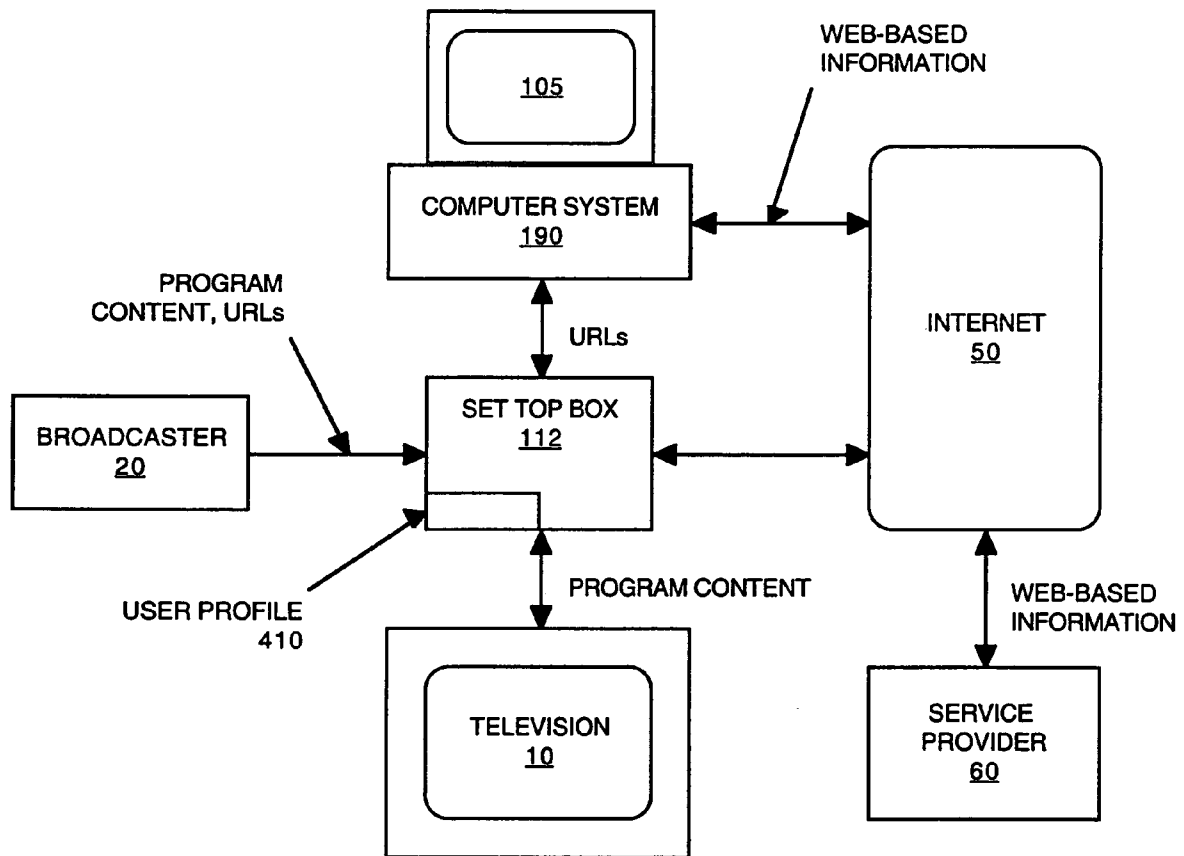 WEB-BASED
INFORMATION
105
COMPUTER SYSTEM
190
PROGRAM
CONTENT, URLs
INTERNET
50
URLs
SET TOP BOX
112
BROADCASTER
20
PROGRAM CONTENT
USER PROFILE
410
WEB-BASED
INFORMATION
TELEVISION
10
SERVICE
PROVIDER
60